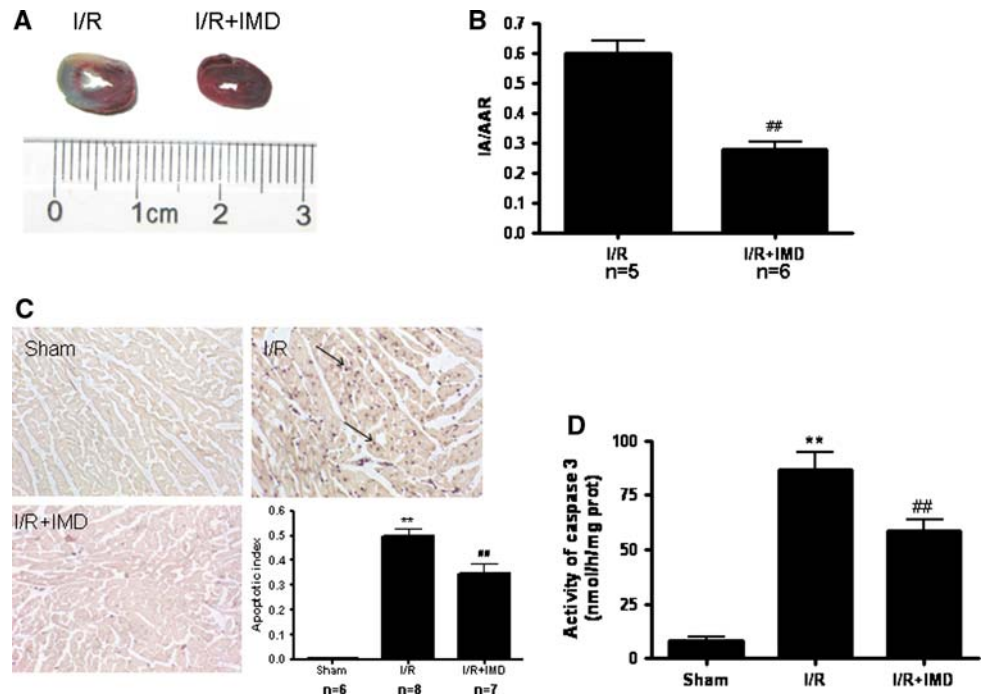 A
I/R I/R+IMD
0 1cm 2 3
B
IA/AAR
0.7
0.6
0.5
0.4
0.3
0.2
0.1
0.0
##
I/R I/R+IMD
n=5 n=6
C
Sham
I/R
I/R+IMD
Apoptotic index
0.6
0.5
0.4
0.3
0.2
0.1
0.0
**
##
Sham I/R I/R+IMD
n=6 n=8 n=7
D
Activity of caspase 3
(nmol/h/mg prot)
100
75
50
25
0
**
##
Sham I/R I/R+IMD